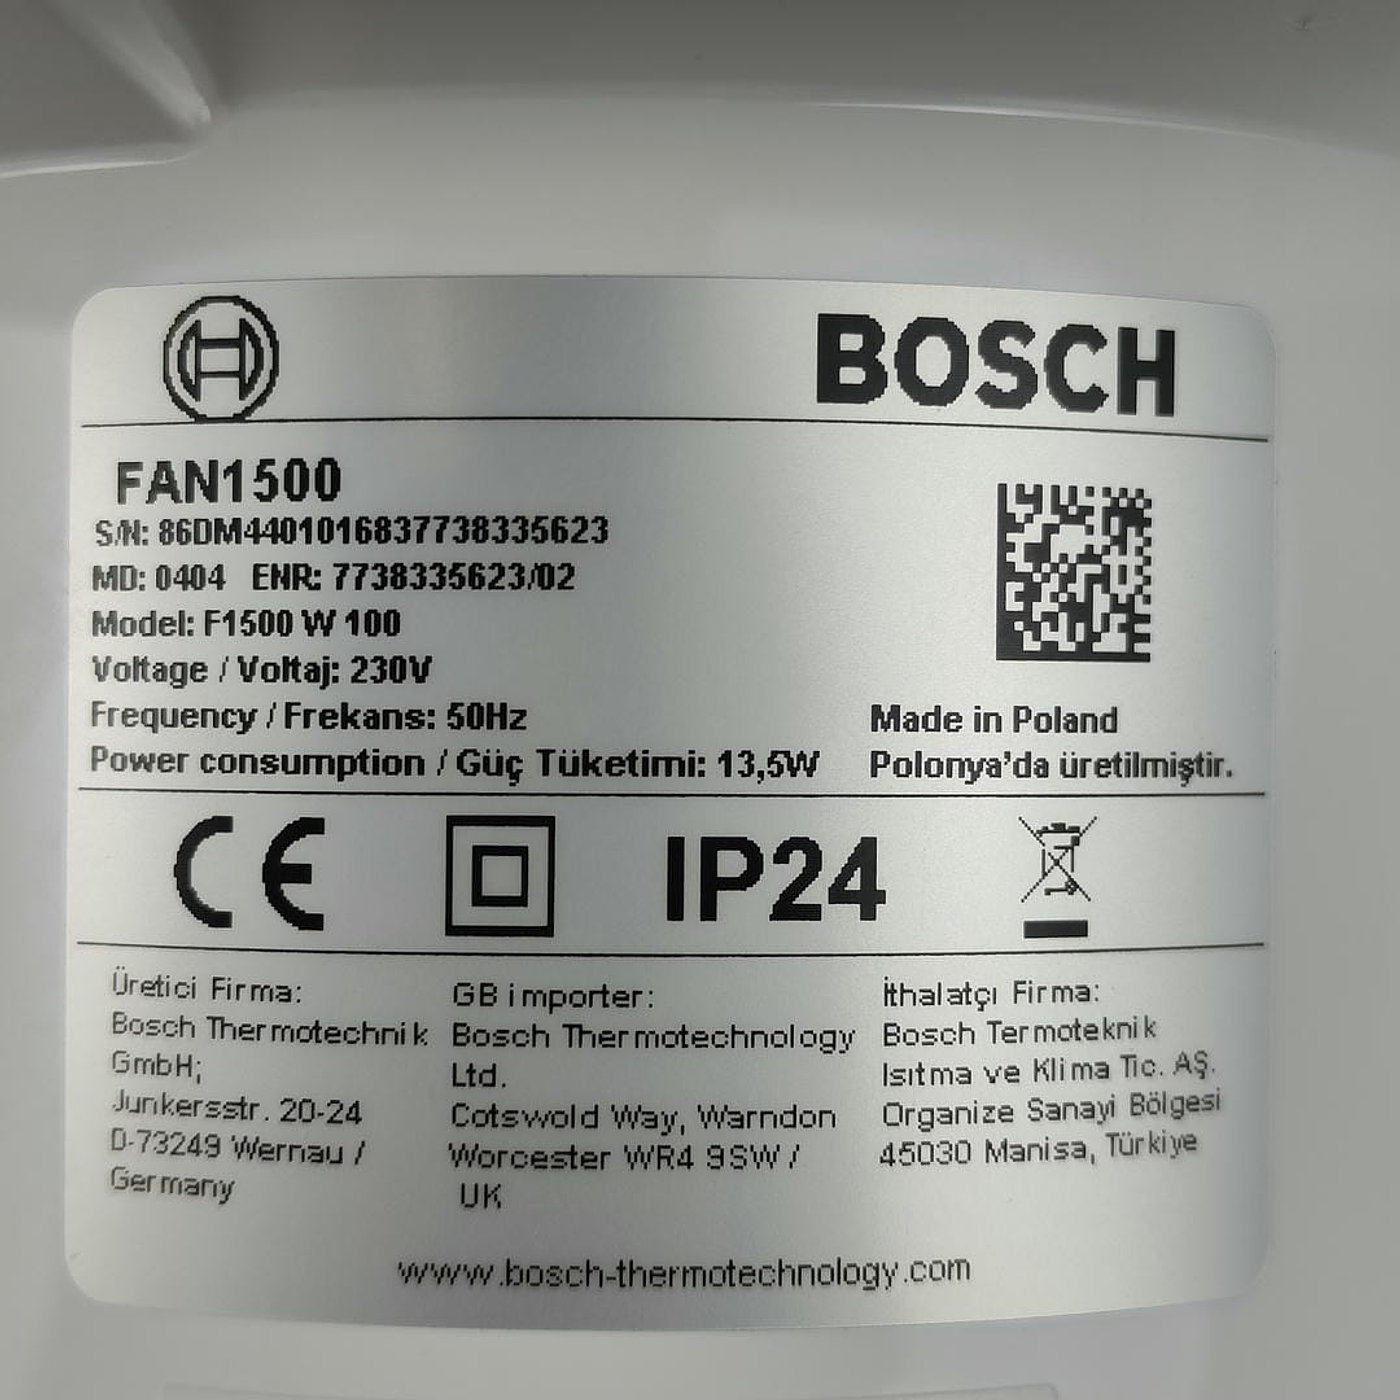 BOSCH
FAN1500
S/N: 86DM4401016837738335623
MD: 0404 ENR: 7738335623/02
Model: F1500 W 100
Voltage / Voltaj: 230V
Frequency / Frekans: 50Hz
Power consumption / Güç Tüketimi: 13,5W
Made in Poland
Polonya'da üretilmiştir.
CE
IP24
Üretici Firma:
Bosch Thermotechnik
GmbH;
Junkersstr. 20-24
D-73249 Wernau /
Germany
GB importer:
Bosch Thermotechnology
Ltd.
Cotswold Way, Warndon
Worcester WR4 9SW /
UK
İthalatçı Firma:
Bosch Termoteknik
Isıtma ve Klima Tic. AŞ.
Organize Sanayi Bölgesi
45030 Manisa, Türkiye
www.bosch-thermotechnology.com